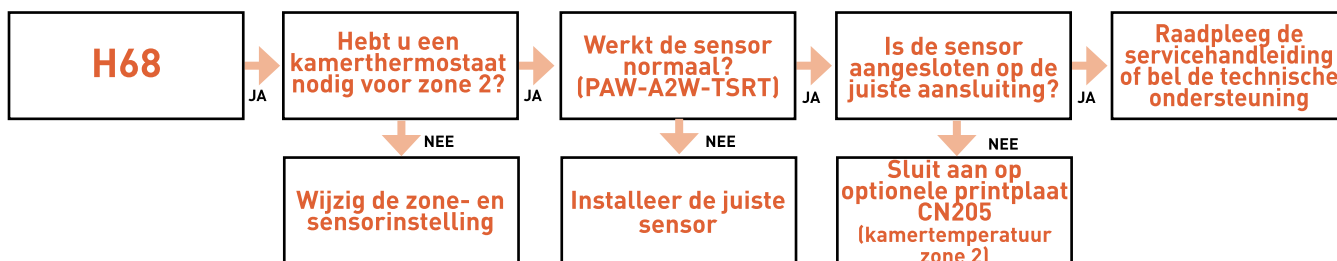 H68
JA
Hebt u een
kamerthermostaat
nodig voor zone 2?
JA
NEE
Wijzig de zone- en
sensorinstelling
Werkt de sensor
normaal?
(PAW-A2W-TSRT)
JA
NEE
Installeer de juiste
sensor
Is de sensor
aangesloten op de
juiste aansluiting?
JA
NEE
Sluit aan op
optionele printplaat
CN205
(kamertemperatuur
zone 2)
Raadpleeg de
servicehandleiding
of bel de technische
ondersteuning